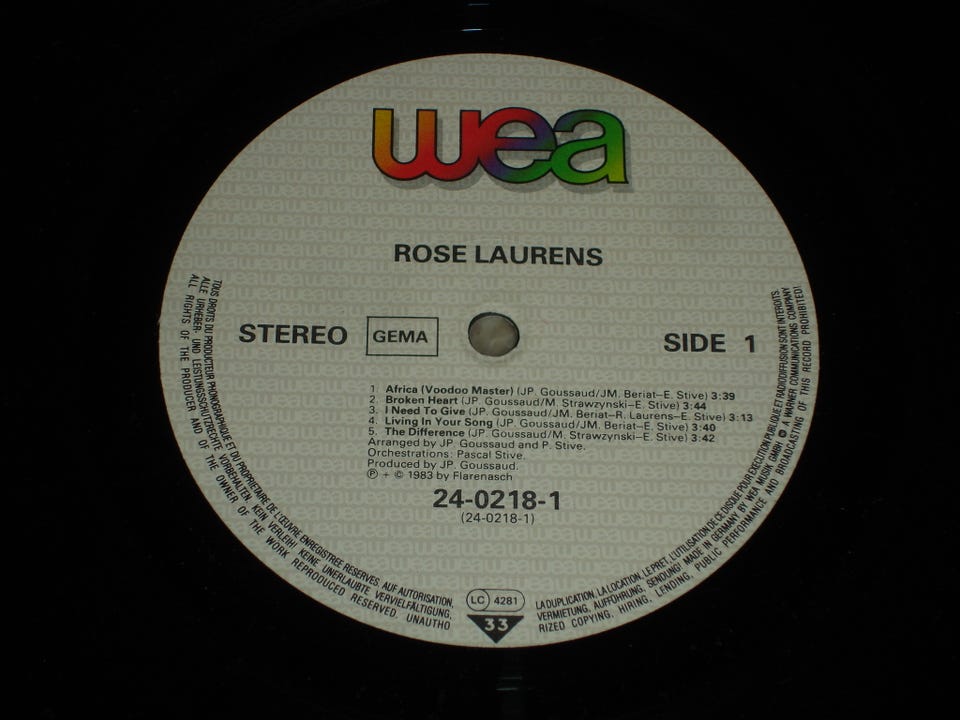 wea
ROSE LAURENS
STEREO GEMA SIDE 1
1. Africa (Voodoo Master) (JP. Goussaud/JM. Beriat–E. Stive) 3:39
2. Broken Heart (JP. Goussaud/M. Strawzynski–E. Stive) 3:44
3. I Need To Give (JP. Goussaud/JM. Beriat–R. Laurens–E. Stive) 3:13
4. Living In Your Song (JP. Goussaud/JM. Beriat–E. Stive) 3:40
5. The Difference (JP. Goussaud/M. Strawzynski–E. Stive) 3:42
Arranged by JP. Goussaud and P. Stive.
Orchestrations: Pascal Stive.
Produced by JP. Goussaud.
℗ + © 1983 by Flarenasch
24-0218-1
(24-0218-1)
LC 4281
33
TOUS DROITS DU PRODUCTEUR PHONOGRAPHIQUE ET DU PROPRIETAIRE DE L'ŒUVRE ENREGISTREE RESERVES. LA DUPLICATION, LA LOCATION, LE PRET, L'UTILISATION DE CE DISQUE POUR EXECUTION PUBLIQUE ET RADIODIFFUSION SONT INTERDITS.
ALLE URHEBER- UND LEISTUNGSSCHUTZRECHTE VORBEHALTEN. KEIN VERLEIH! KEINE UNERLAUBTE VERVIELFÄLTIGUNG, VERMIETUNG, AUFFÜHRUNG, SENDUNG! MADE IN GERMANY BY WEA MUSIK GMBH A WARNER COMMUNICATIONS COMPANY
ALL RIGHTS OF THE PRODUCER AND OF THE OWNER OF THE WORK REPRODUCED RESERVED. UNAUTHORIZED COPYING, HIRING, LENDING, PUBLIC PERFORMANCE AND BROADCASTING OF THIS RECORD PROHIBITED!